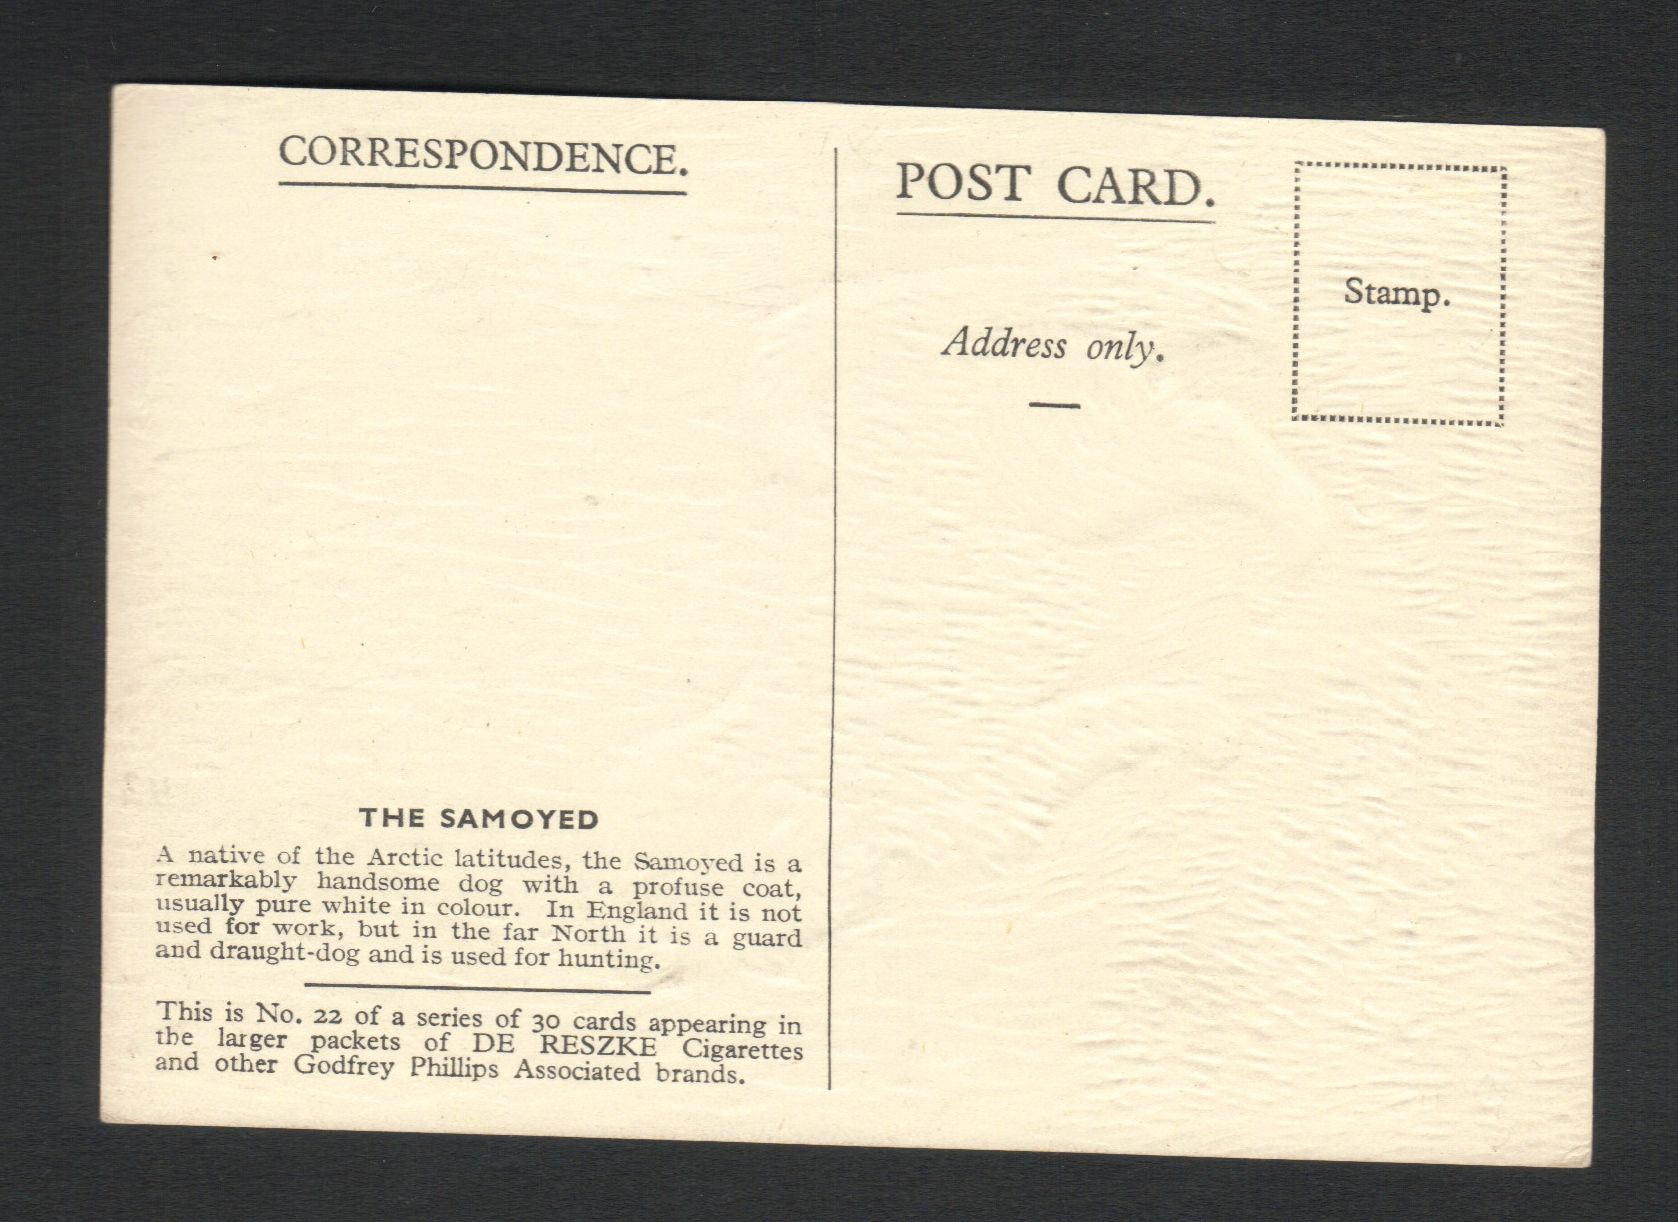 CORRESPONDENCE.
THE SAMOYED
A native of the Arctic latitudes, the Samoyed is a
remarkably handsome dog with a profuse coat,
usually pure white in colour. In England it is not
used for work, but in the far North it is a guard
and draught-dog and is used for hunting.
This is No. 22 of a series of 30 cards appearing in
the larger packets of DE RESZKE Cigarettes
and other Godfrey Phillips Associated brands.
POST CARD.
Address only.
Stamp.